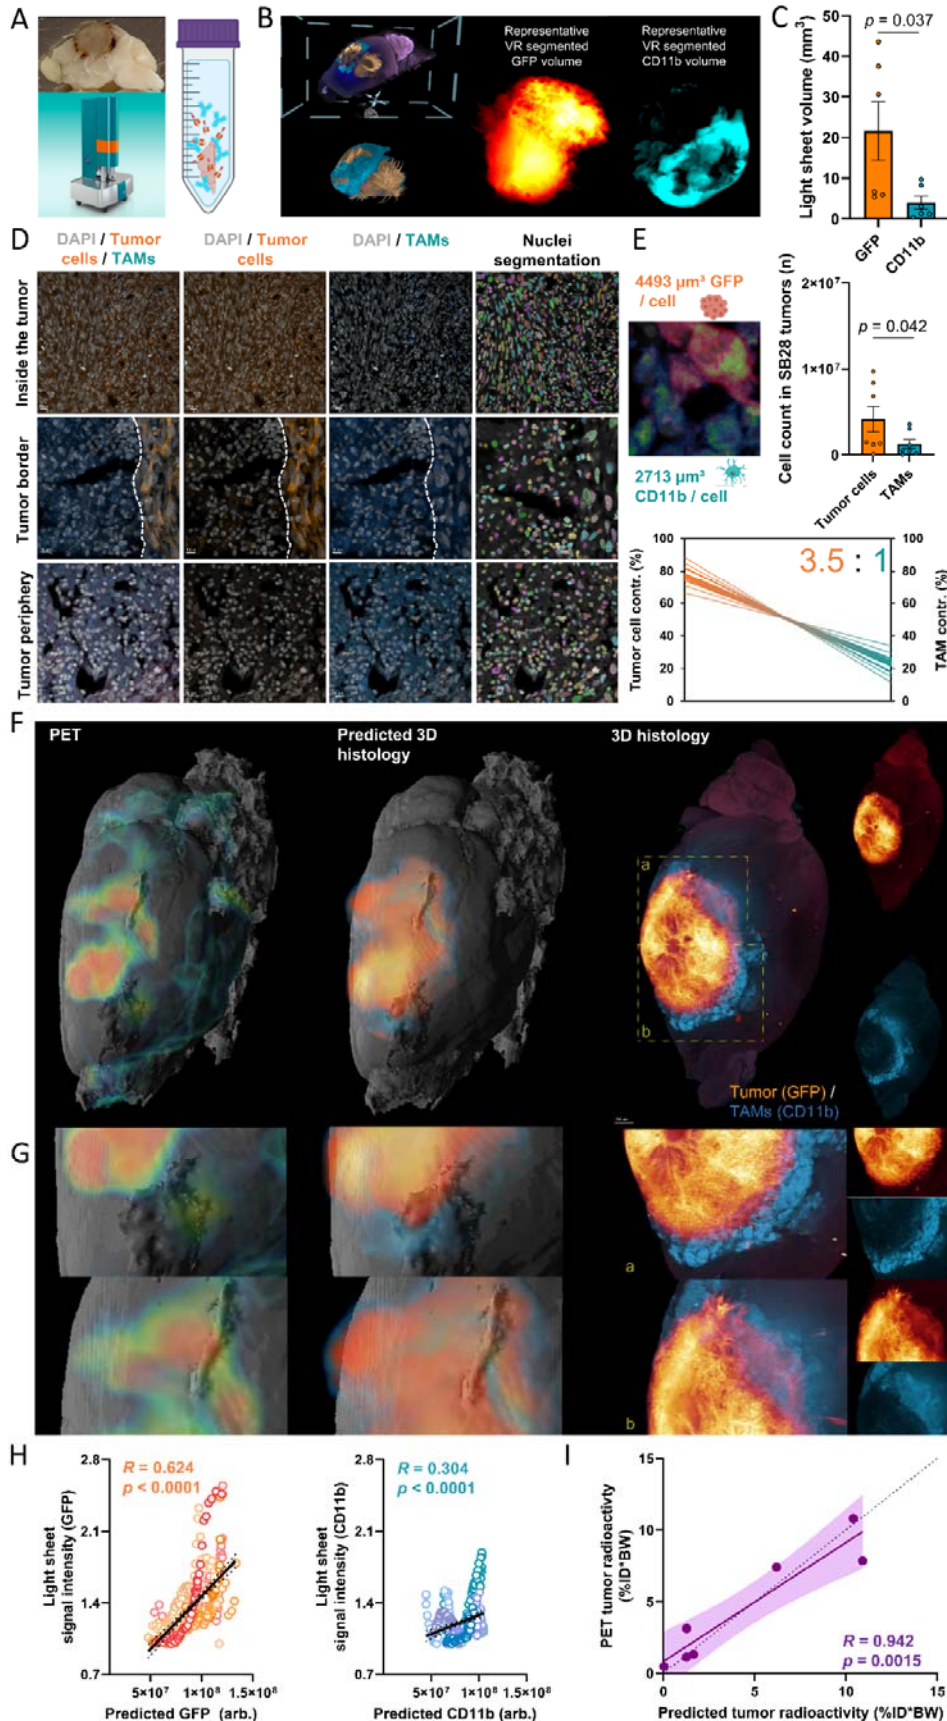 A
B
Representative
VR segmented
GFP volume
Representative
VR segmented
CD11b volume
C
p = 0.037
Light sheet volume (mm³)
50
40
30
20
10
0
GFP
CD11b
D
DAPI / Tumor
cells / TAMs
DAPI / Tumor
cells
DAPI / TAMs
Nuclei
segmentation
Inside the tumor
Tumor border
Tumor periphery
E
4493 µm³ GFP
/ cell
2713 µm³
CD11b / cell
Cell count in SB28 tumors (n)
2×10⁷
1×10⁷
0
p = 0.042
Tumor cells
TAMs
Tumor cell contr. (%)
100
80
60
40
20
0
3.5 : 1
100
80
60
40
20
0
TAM contr. (%)
F
PET
Predicted 3D
histology
3D histology
a
b
Tumor (GFP) /
TAMs (CD11b)
G
a
b
H
Light sheet
signal intensity (GFP)
2.8
2.1
1.4
0.7
R = 0.624
p < 0.0001
5×10⁷
1×10⁸
1.5×10⁸
Predicted GFP (arb.)
Light sheet
signal intensity (CD11b)
2.8
2.1
1.4
0.7
R = 0.304
p < 0.0001
5×10⁷
1×10⁸
1.5×10⁸
Predicted CD11b (arb.)
I
PET tumor radioactivity
(%ID*BW)
15
10
5
0
R = 0.942
p = 0.0015
0
5
10
15
Predicted tumor radioactivity (%ID*BW)